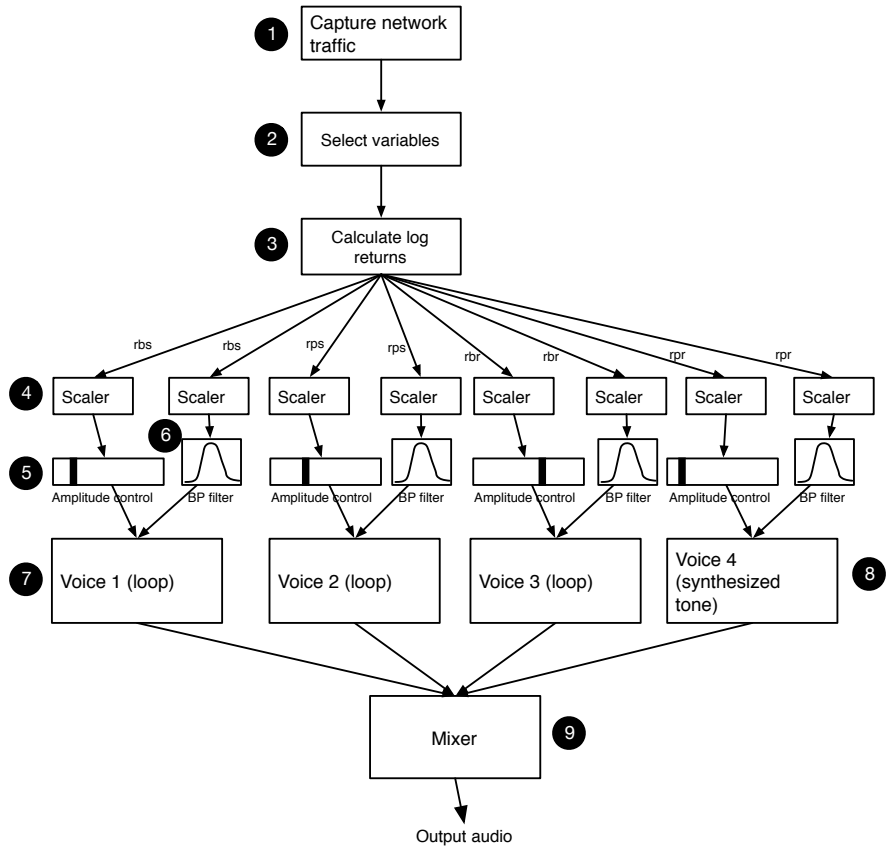 1
Capture network
traffic
2
Select variables
3
Calculate log
returns
rbs
rbs
rps
rps
rbr
rbr
rpr
rpr
4
Scaler
Scaler
Scaler
Scaler
Scaler
Scaler
Scaler
Scaler
6
5
Amplitude control
BP filter
Amplitude control
BP filter
Amplitude control
BP filter
Amplitude control
BP filter
7
Voice 1 (loop)
Voice 2 (loop)
Voice 3 (loop)
Voice 4
(synthesized
tone)
8
Mixer
9
Output audio